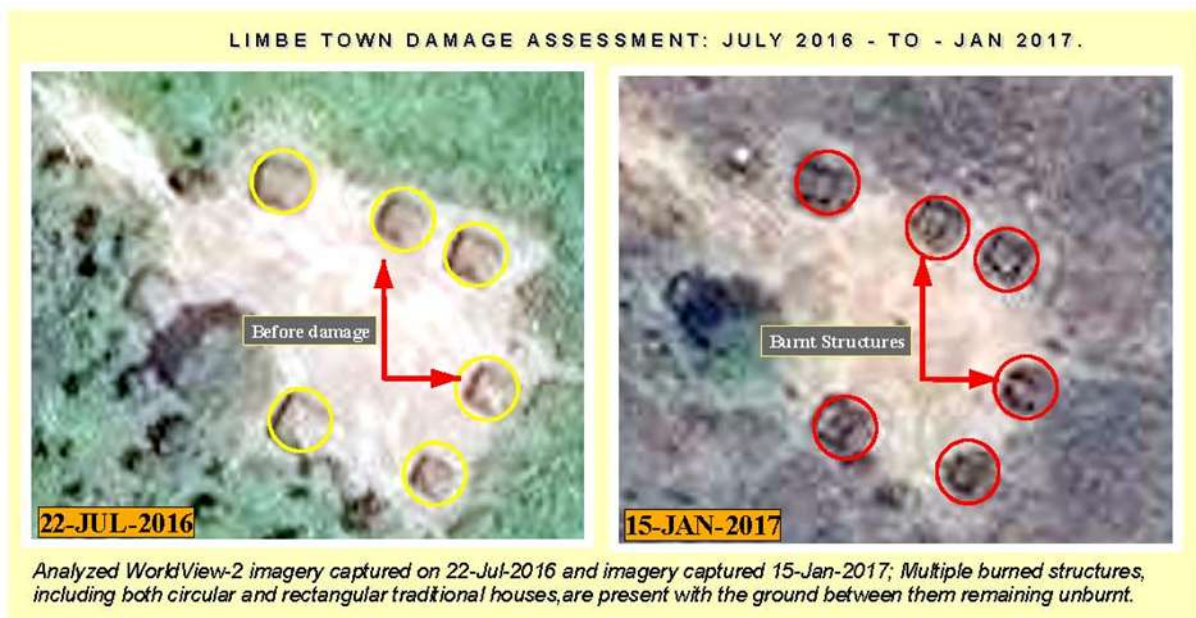 LIMBE TOWN DAMAGE ASSESSMENT: JULY 2016 - TO - JAN 2017.
Before damage
22-JUL-2016
Burnt Structures
15-JAN-2017
Analyzed WorldView-2 imagery captured on 22-Jul-2016 and imagery captured 15-Jan-2017; Multiple burned structures,
including both circular and rectangular traditional houses,are present with the ground between them remaining unburnt.